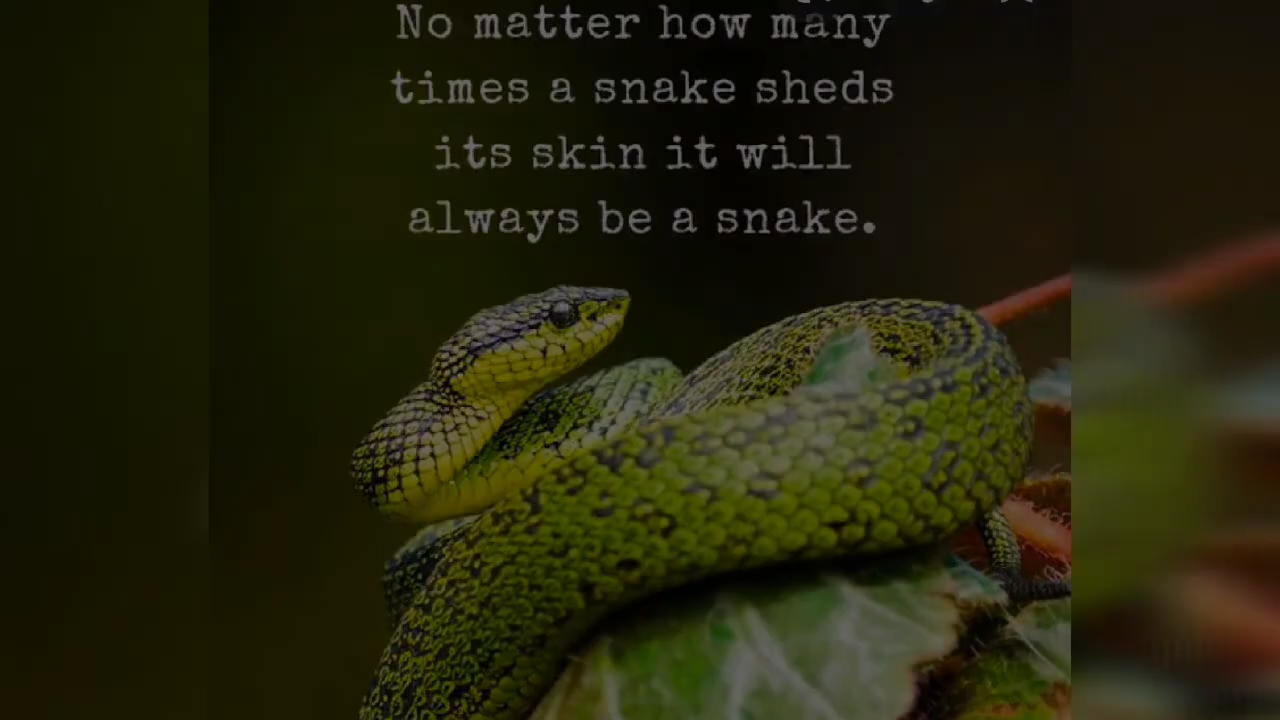 No matter how many
times a snake sheds
its skin it will
always be a snake.